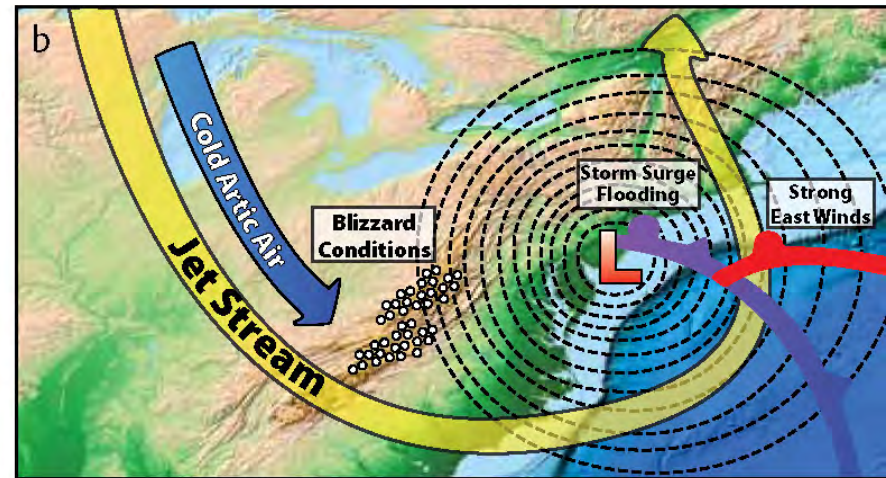 b
Cold Artic Air
Jet Stream
Blizzard
Conditions
Storm Surge
Flooding
Strong
East Winds
L